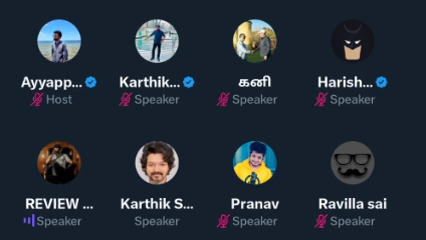 Ayyapp... Karthik... கனி Harish...
Host Speaker Speaker Speaker
REVIEW ... Karthik S... Pranav Ravilla sai
Speaker Speaker Speaker Speaker